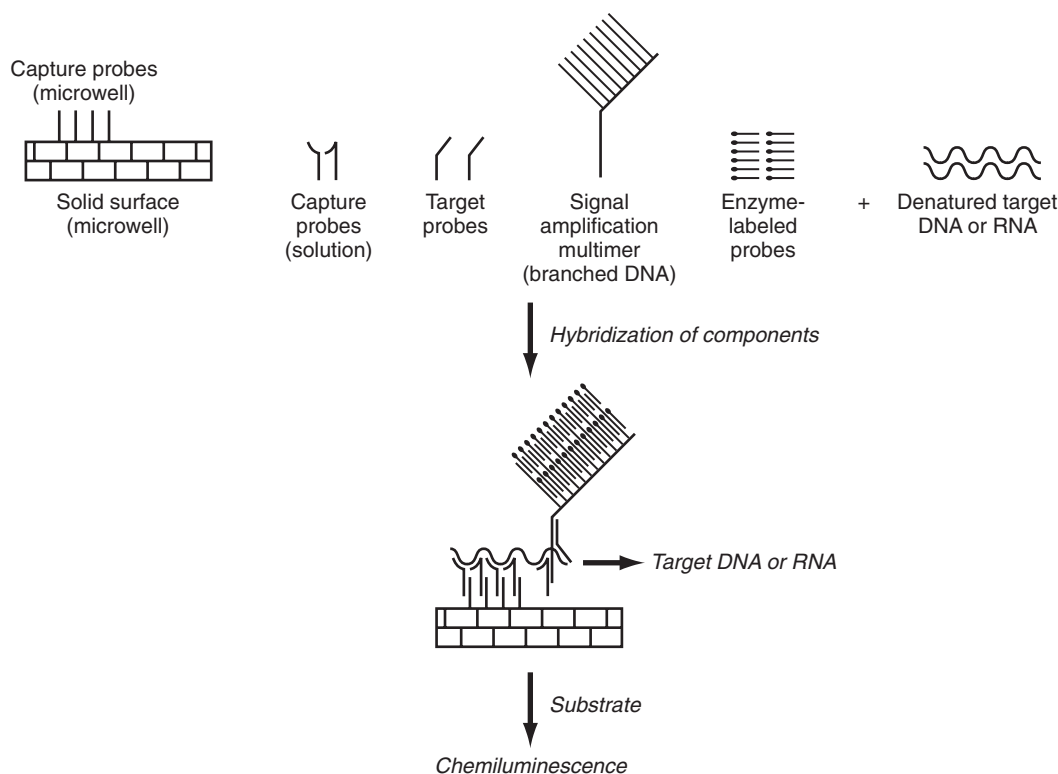 Capture probes
(microwell)
Solid surface
(microwell)
Capture
probes
(solution)
Target
probes
Signal
amplification
multimer
(branched DNA)
Enzyme-
labeled
probes
+
Denatured target
DNA or RNA
Hybridization of components
Target DNA or RNA
Substrate
Chemiluminescence